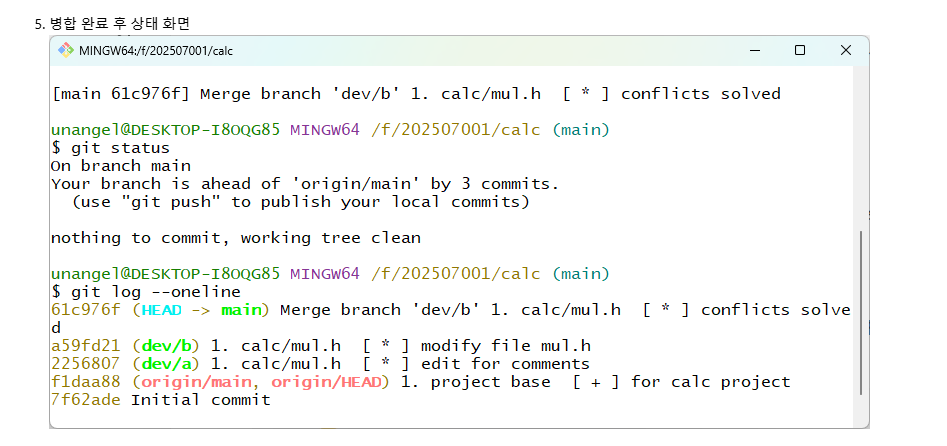 5. 병합 완료 후 상태 화면
MINGW64:/f/202507001/calc
[main 61c976f] Merge branch 'dev/b' 1. calc/mul.h  [ * ] conflicts solved
unangel@DESKTOP-I8OQG85 MINGW64 /f/202507001/calc (main)
$ git status
On branch main
Your branch is ahead of 'origin/main' by 3 commits.
  (use "git push" to publish your local commits)
nothing to commit, working tree clean
unangel@DESKTOP-I8OQG85 MINGW64 /f/202507001/calc (main)
$ git log --oneline
61c976f (HEAD -> main) Merge branch 'dev/b' 1. calc/mul.h  [ * ] conflicts solve
d
a59fd21 (dev/b) 1. calc/mul.h  [ * ] modify file mul.h
2256807 (dev/a) 1. calc/mul.h  [ * ] edit for comments
f1daa88 (origin/main, origin/HEAD) 1. project base  [ + ] for calc project
7f62ade Initial commit